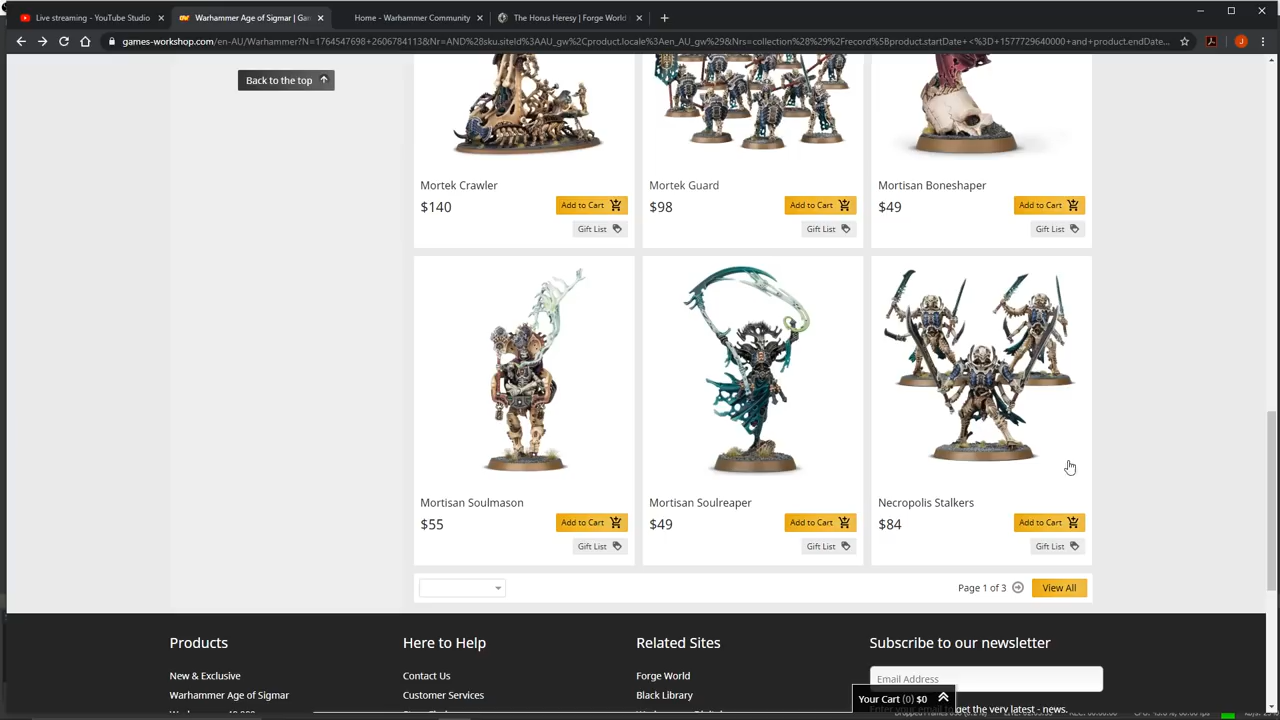 Live streaming - YouTube Studio
Warhammer Age of Sigmar | Gam
Home - Warhammer Community
The Horus Heresy | Forge World
games-workshop.com/en-AU/Warhammer?N=1764547698+2606784113&Nr=AND%28sku.siteId%3AAU_gw%2Cproduct.locale%3Aen_AU_gw%29&Nrs=collection%28%29%2Frecord%5Bproduct.startDate+<%3D+1577729640000+and+product.endDate...
J
Back to the top
Mortek Crawler
$140
Add to Cart
Gift List
Mortek Guard
$98
Add to Cart
Gift List
Mortisan Boneshaper
$49
Add to Cart
Gift List
Mortisan Soulmason
$55
Add to Cart
Gift List
Mortisan Soulreaper
$49
Add to Cart
Gift List
Necropolis Stalkers
$84
Add to Cart
Gift List
Page 1 of 3
View All
Products
New & Exclusive
Warhammer Age of Sigmar
Here to Help
Contact Us
Customer Services
Related Sites
Forge World
Black Library
Subscribe to our newsletter
Email Address
Your Cart (0) $0
get the very latest - news,